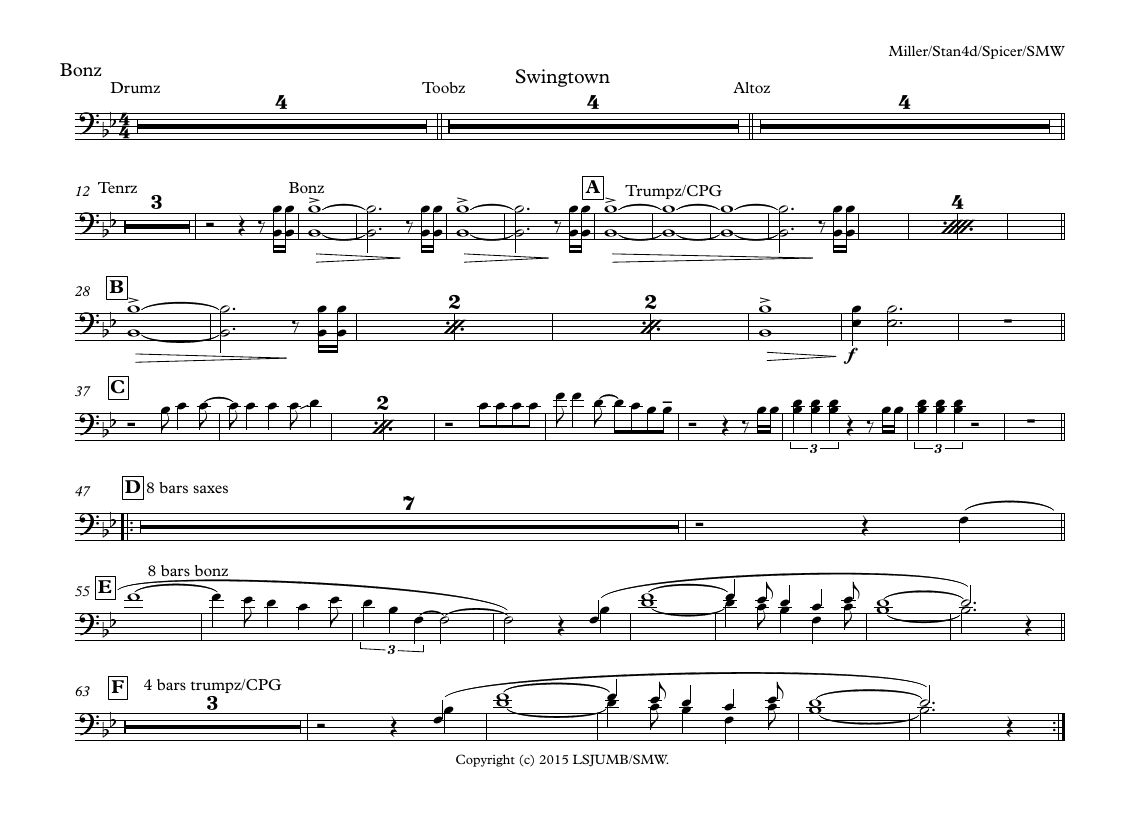 Miller/Stan4d/Spicer/SMW
Bonz
Swingtown
Drumz Toobz Altoz
4 4 4
12 Tenrz Bonz A Trumpz/CPG
3 4
28 B
2 2
f
37 C
2
3 3
47 D 8 bars saxes
7
55 E 8 bars bonz
3
63 F 4 bars trumpz/CPG
3
Copyright (c) 2015 LSJUMB/SMW.